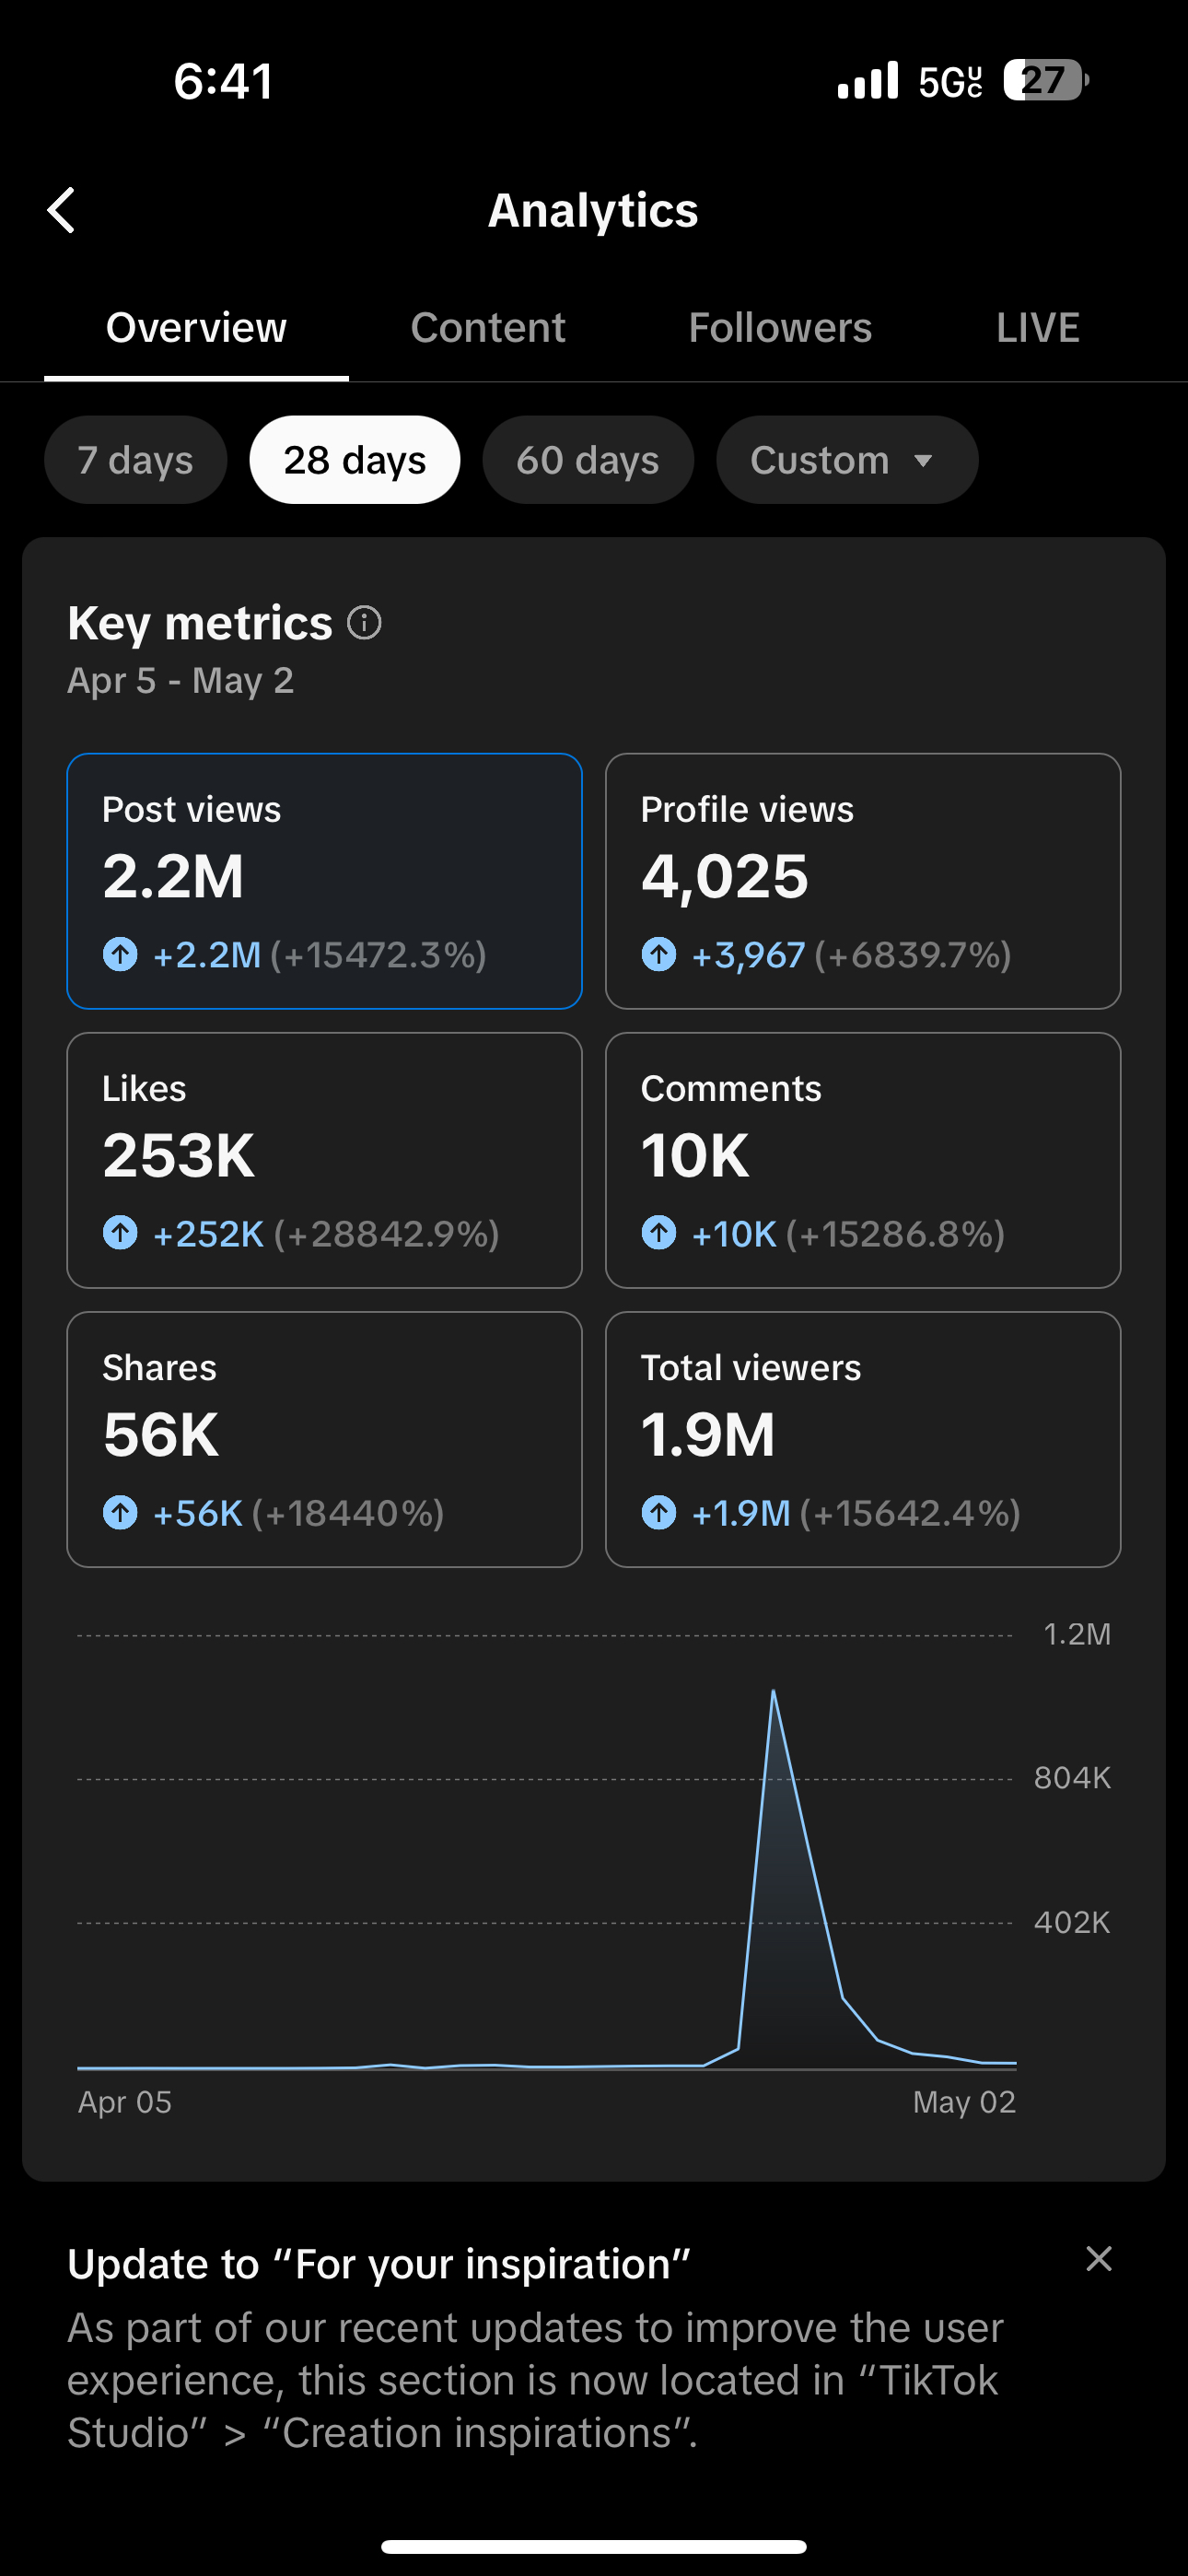 6:41
5GUC
27
Analytics
Overview Content Followers LIVE
7 days 28 days 60 days Custom
Key metrics
Apr 5 - May 2
Post views
2.2M
+2.2M (+15472.3%)
Profile views
4,025
+3,967 (+6839.7%)
Likes
253K
+252K (+28842.9%)
Comments
10K
+10K (+15286.8%)
Shares
56K
+56K (+18440%)
Total viewers
1.9M
+1.9M (+15642.4%)
1.2M
804K
402K
Apr 05 May 02
Update to “For your inspiration”
As part of our recent updates to improve the user
experience, this section is now located in “TikTok
Studio” > “Creation inspirations”.